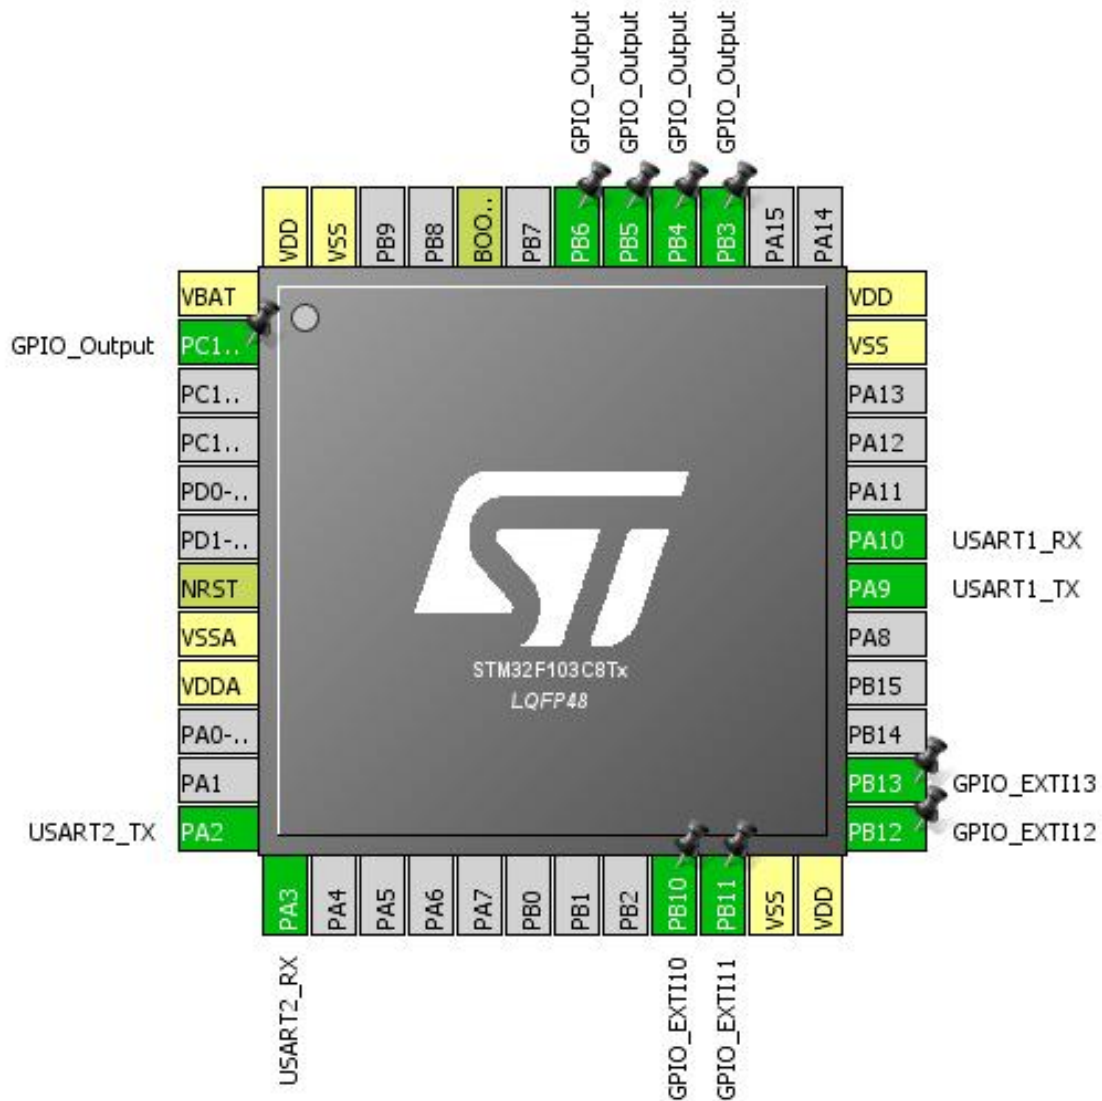 GPIO_Output
GPIO_Output
GPIO_Output
GPIO_Output
VDD
VSS
PB9
PB8
BOO..
PB7
PB6
PB5
PB4
PB3
PA15
PA14
VBAT
GPIO_Output PC1..
PC1..
PC1..
PD0-..
PD1-..
NRST
VSSA
VDDA
PA0-..
PA1
USART2_TX PA2
ST
STM32F103C8Tx
LQFP48
VDD
VSS
PA13
PA12
PA11
PA10 USART1_RX
PA9 USART1_TX
PA8
PB15
PB14
PB13 GPIO_EXTI13
PB12 GPIO_EXTI12
PA3
PA4
PA5
PA6
PA7
PB0
PB1
PB2
PB10
PB11
VSS
VDD
USART2_RX
GPIO_EXTI10
GPIO_EXTI11